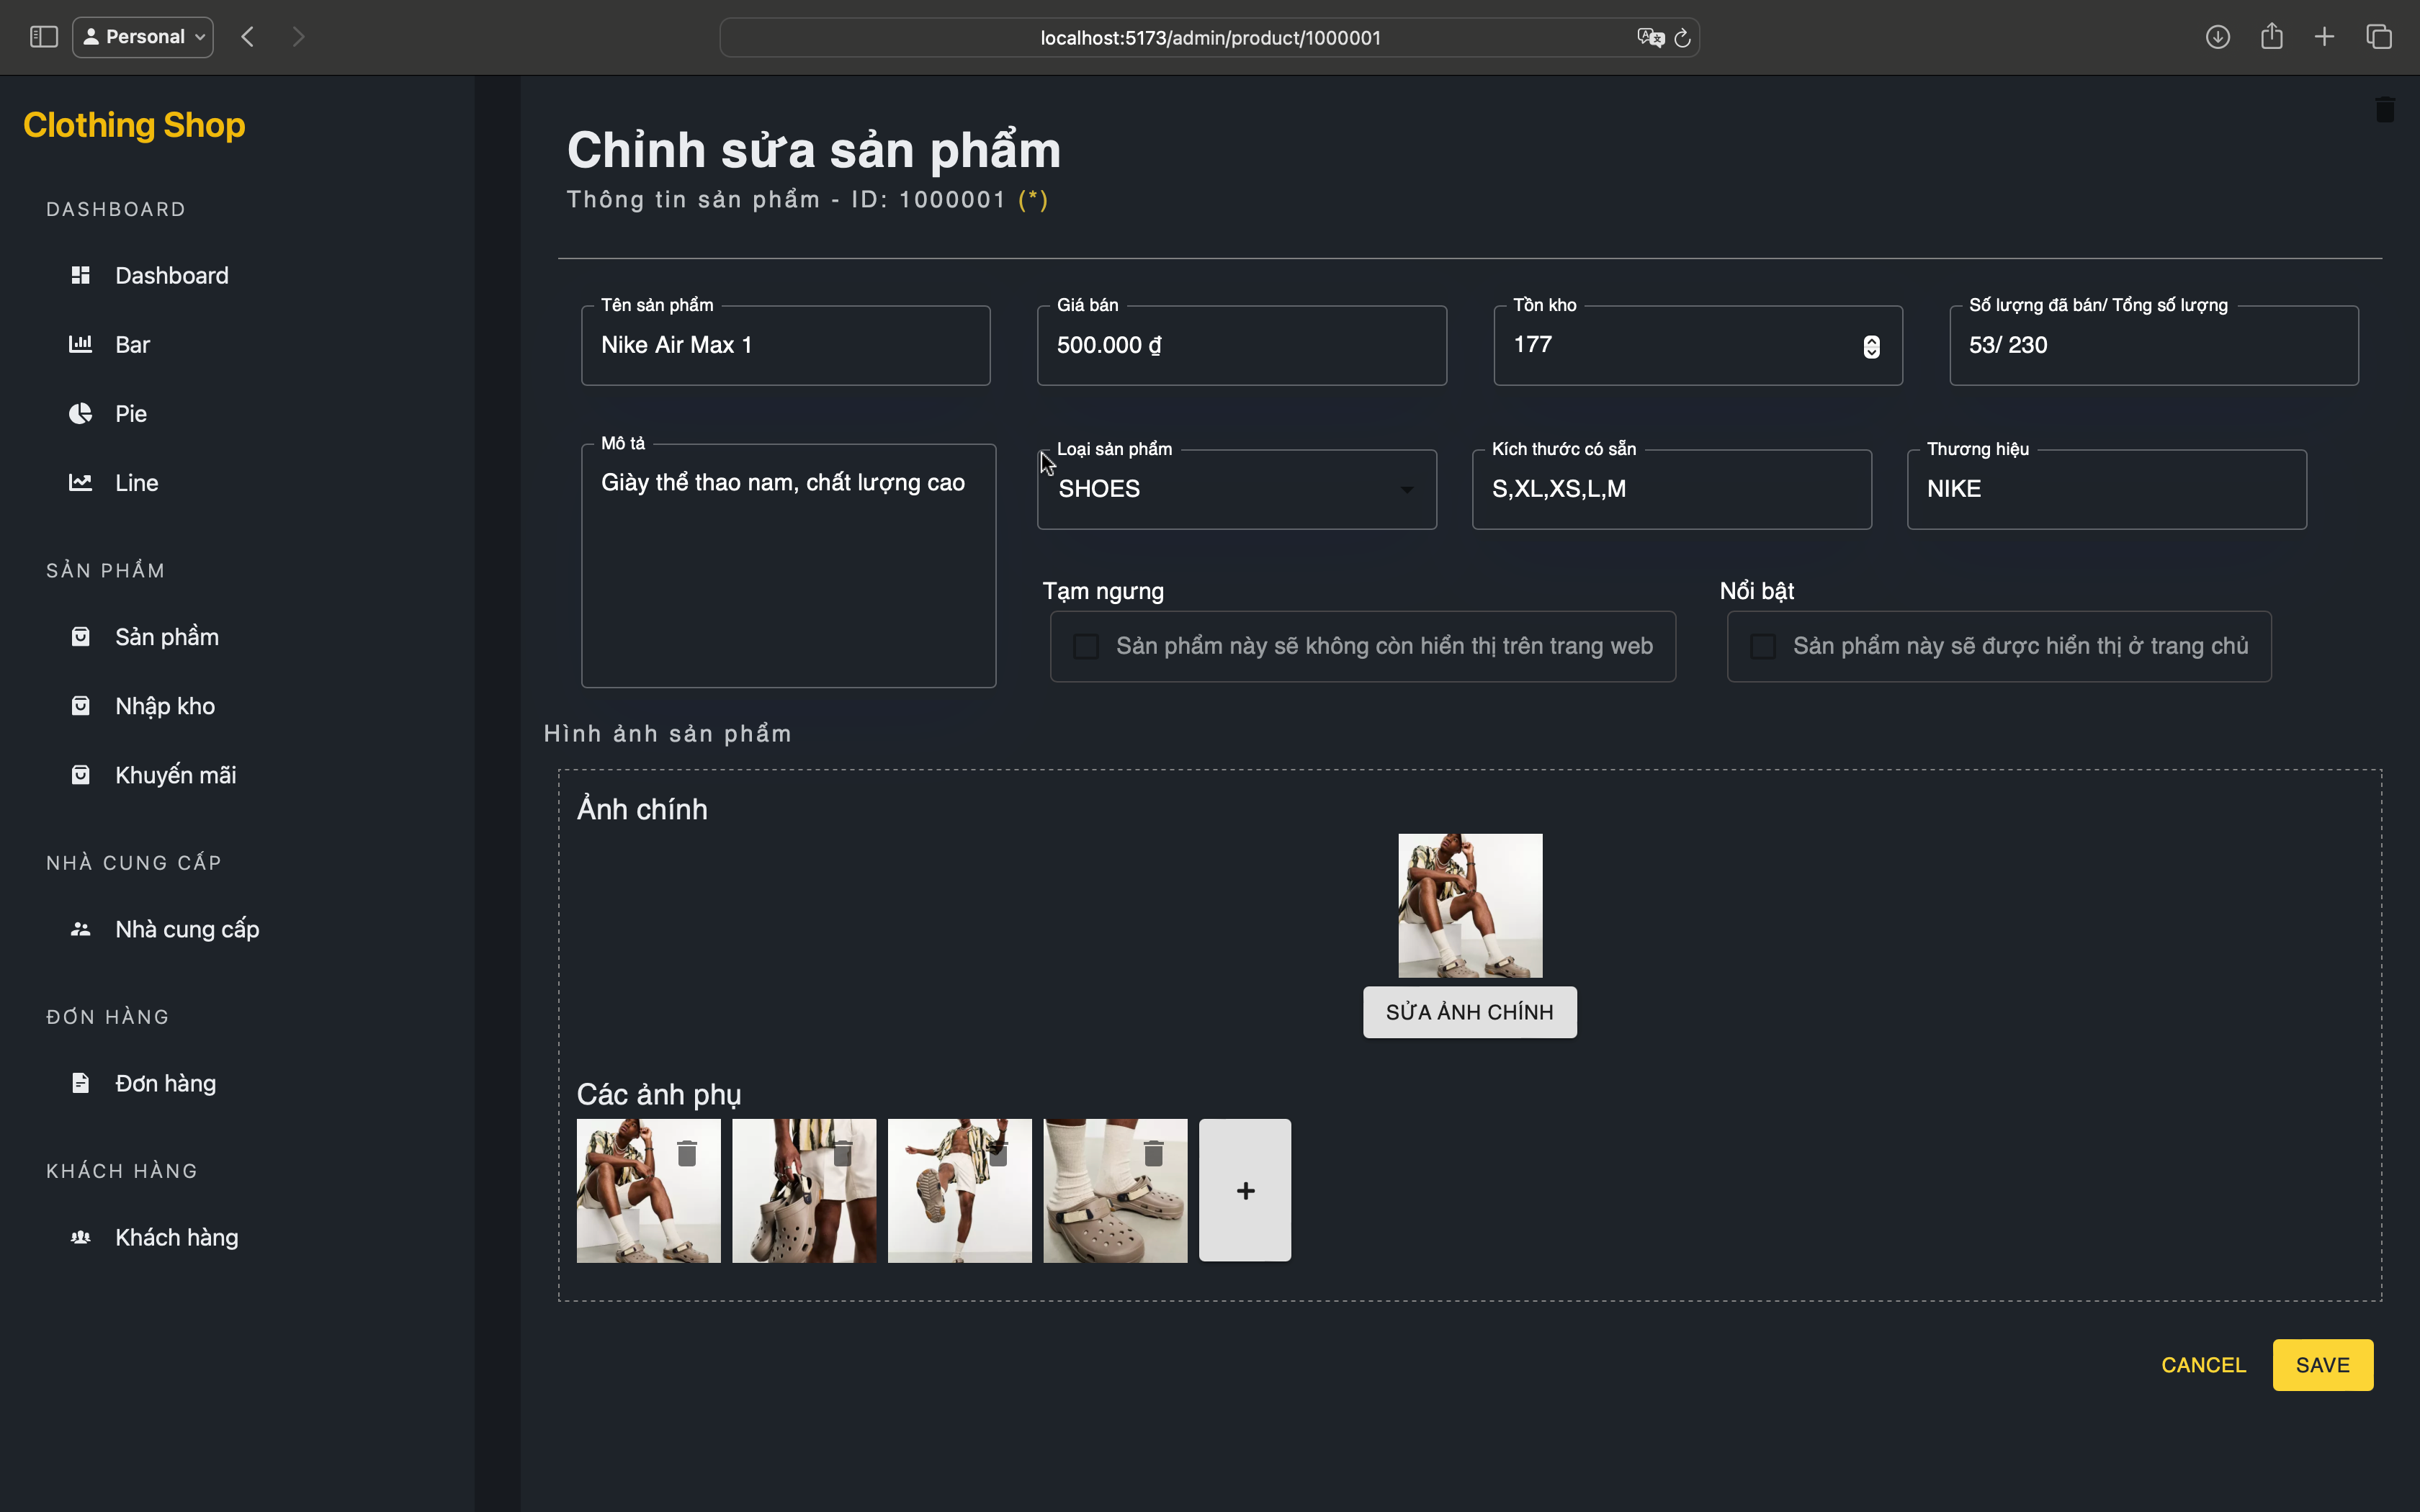 Personal
localhost:5173/admin/product/1000001
Clothing Shop
DASHBOARD
Dashboard
Bar
Pie
Line
SẢN PHẨM
Sản phẩm
Nhập kho
Khuyến mãi
NHÀ CUNG CẤP
Nhà cung cấp
ĐƠN HÀNG
Đơn hàng
KHÁCH HÀNG
Khách hàng
Chỉnh sửa sản phẩm
Thông tin sản phẩm - ID: 1000001 (*)
Tên sản phẩm
Nike Air Max 1
Giá bán
500.000 ₫
Tồn kho
177
Số lượng đã bán/ Tổng số lượng
53/ 230
Mô tả
Giày thể thao nam, chất lượng cao
Loại sản phẩm
SHOES
Kích thước có sẵn
S,XL,XS,L,M
Thương hiệu
NIKE
Tạm ngưng
Sản phẩm này sẽ không còn hiển thị trên trang web
Nổi bật
Sản phẩm này sẽ được hiển thị ở trang chủ
Hình ảnh sản phẩm
Ảnh chính
SỬA ẢNH CHÍNH
Các ảnh phụ
+
CANCEL
SAVE